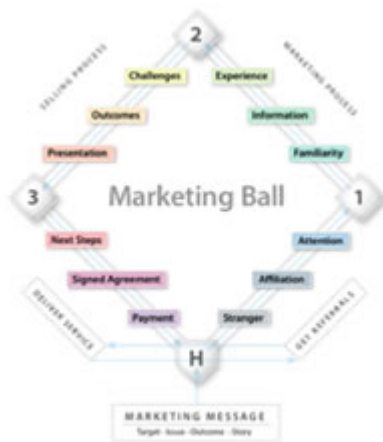 2
SELLING PROCESS
MARKETING PROCESS
Challenges
Experience
Outcomes
Information
Presentation
Familiarity
3
Marketing Ball
1
Next Steps
Attention
Signed Agreement
Affiliation
Payment
Stranger
DELIVER SERVICE
GET REFERRALS
H
MARKETING MESSAGE
Target - Issue - Outcome - Story